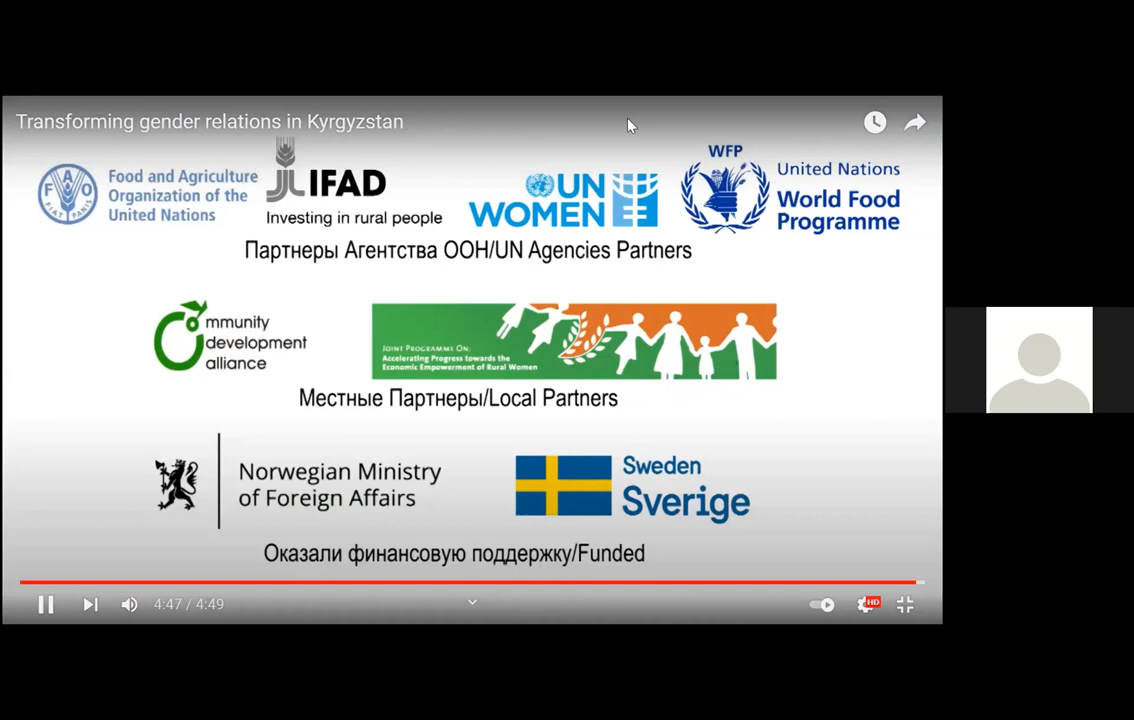 Transforming gender relations in Kyrgyzstan
FAO
FIAT PANIS
Food and Agriculture
Organization of the
United Nations
IFAD
Investing in rural people
UN
WOMEN
WFP
United Nations
World Food
Programme
Партнеры Агентства ООН/UN Agencies Partners
mmunity
development
alliance
JOINT PROGRAMME ON:
Accelerating Progress towards the
Economic Empowerment of Rural Women
Местные Партнеры/Local Partners
Norwegian Ministry
of Foreign Affairs
Sweden
Sverige
Оказали финансовую поддержку/Funded
4:47 / 4:49
HD